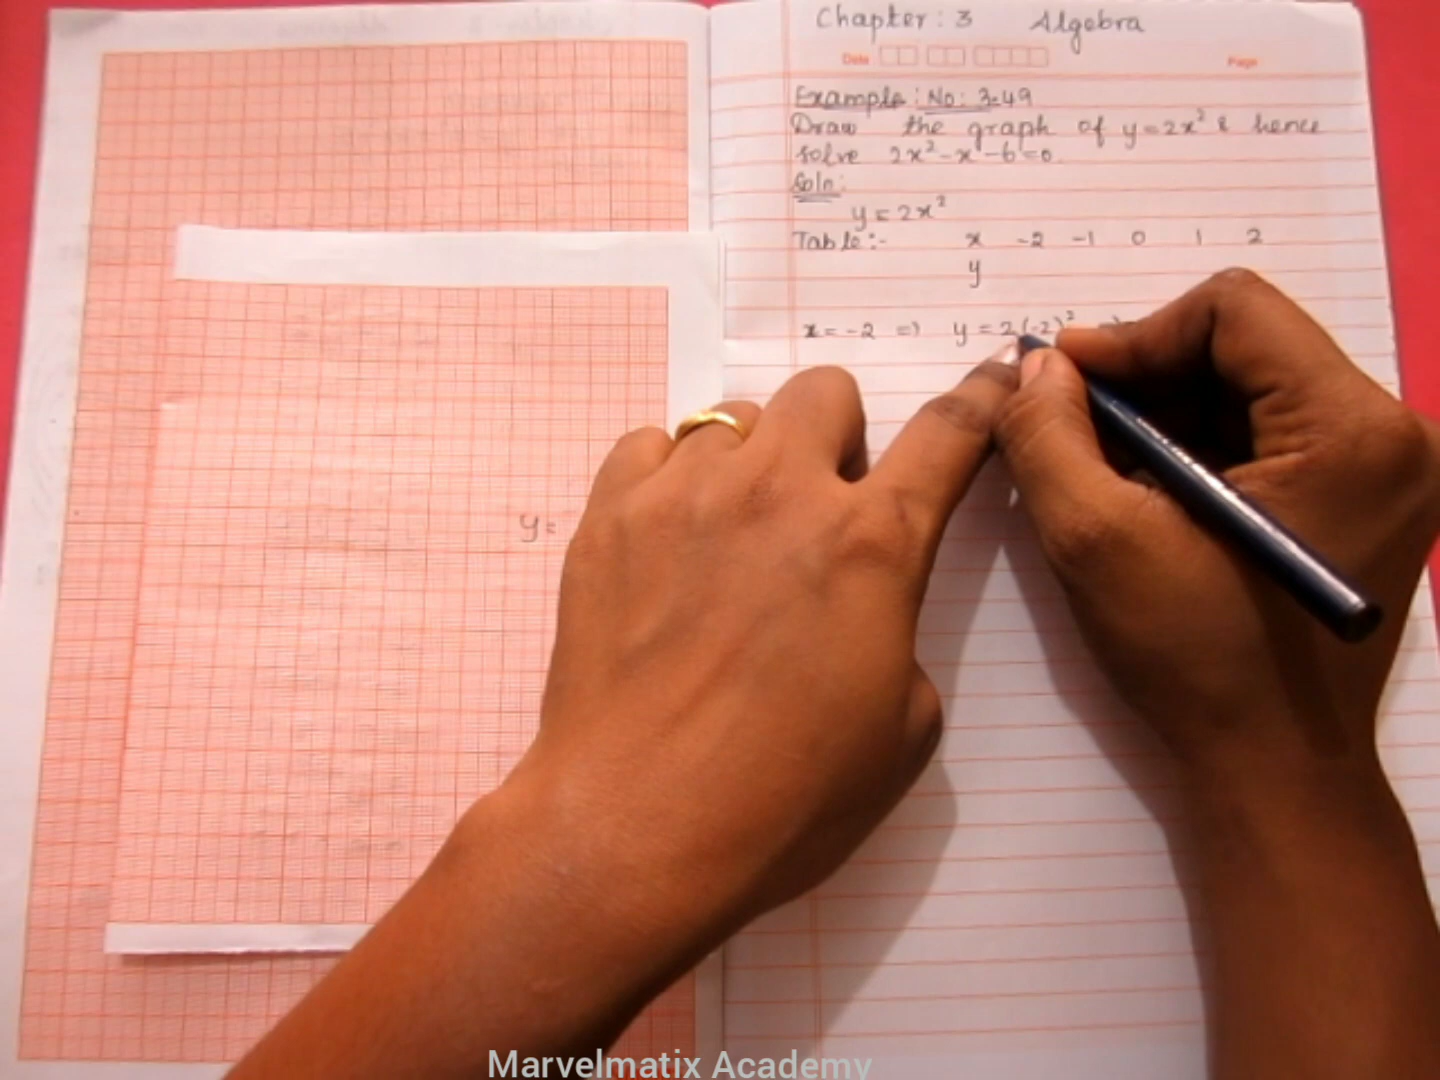 Chapter : 3 Algebra
Date
Page
Example : No : 3.49
Draw the graph of y = 2x² & hence
solve 2x² - x - 6 = 0.
Soln:
y = 2x²
Table :- x -2 -1 0 1 2
y
x = -2 => y = 2(-2)² =>
y =
Marvelmatix Academy